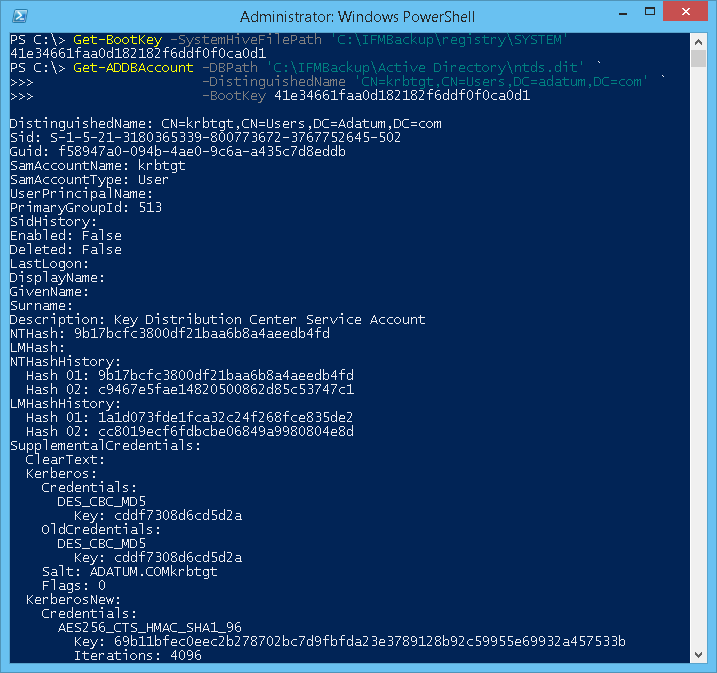 Administrator: Windows PowerShell
PS C:\> Get-BootKey -SystemHiveFilePath 'C:\IFMBackup\registry\SYSTEM'
41e34661faa0d182182f6ddf0f0ca0d1
PS C:\> Get-ADDBAccount -DBPath 'C:\IFMBackup\Active Directory\ntds.dit' `
>>>                     -DistinguishedName 'CN=krbtgt,CN=Users,DC=adatum,DC=com' `
>>>                     -BootKey 41e34661faa0d182182f6ddf0f0ca0d1
DistinguishedName: CN=krbtgt,CN=Users,DC=Adatum,DC=com
Sid: S-1-5-21-3180365339-800773672-3767752645-502
Guid: f58947a0-094b-4ae0-9c6a-a435c7d8eddb
SamAccountName: krbtgt
SamAccountType: User
UserPrincipalName:
PrimaryGroupId: 513
SidHistory:
Enabled: False
Deleted: False
LastLogon:
DisplayName:
GivenName:
Surname:
Description: Key Distribution Center Service Account
NTHash: 9b17bcfc3800df21baa6b8a4aeedb4fd
LMHash:
NTHashHistory:
  Hash 01: 9b17bcfc3800df21baa6b8a4aeedb4fd
  Hash 02: c9467e5fae14820500862d85c53747c1
LMHashHistory:
  Hash 01: 1a1d073fde1fca32c24f268fce835de2
  Hash 02: cc8019ecf6fdbcbe06849a9980804e8d
SupplementalCredentials:
  ClearText:
  Kerberos:
    Credentials:
      DES_CBC_MD5
        Key: cddf7308d6cd5d2a
    OldCredentials:
      DES_CBC_MD5
        Key: cddf7308d6cd5d2a
    Salt: ADATUM.COMkrbtgt
    Flags: 0
  KerberosNew:
    Credentials:
      AES256_CTS_HMAC_SHA1_96
        Key: 69b11bfec0eec2b278702bc7d9fbfda23e3789128b92c59955e69932a457533b
        Iterations: 4096